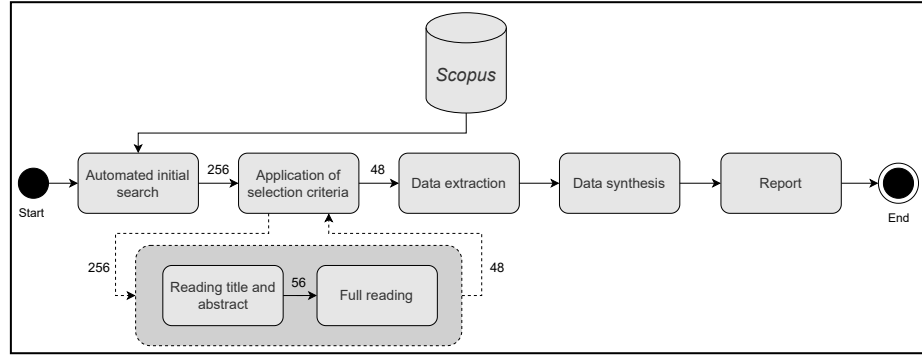 Scopus
Automated initial
search
256
Application of
selection criteria
48
Data extraction
Data synthesis
Report
Start
End
256
Reading title and
abstract
56
Full reading
48